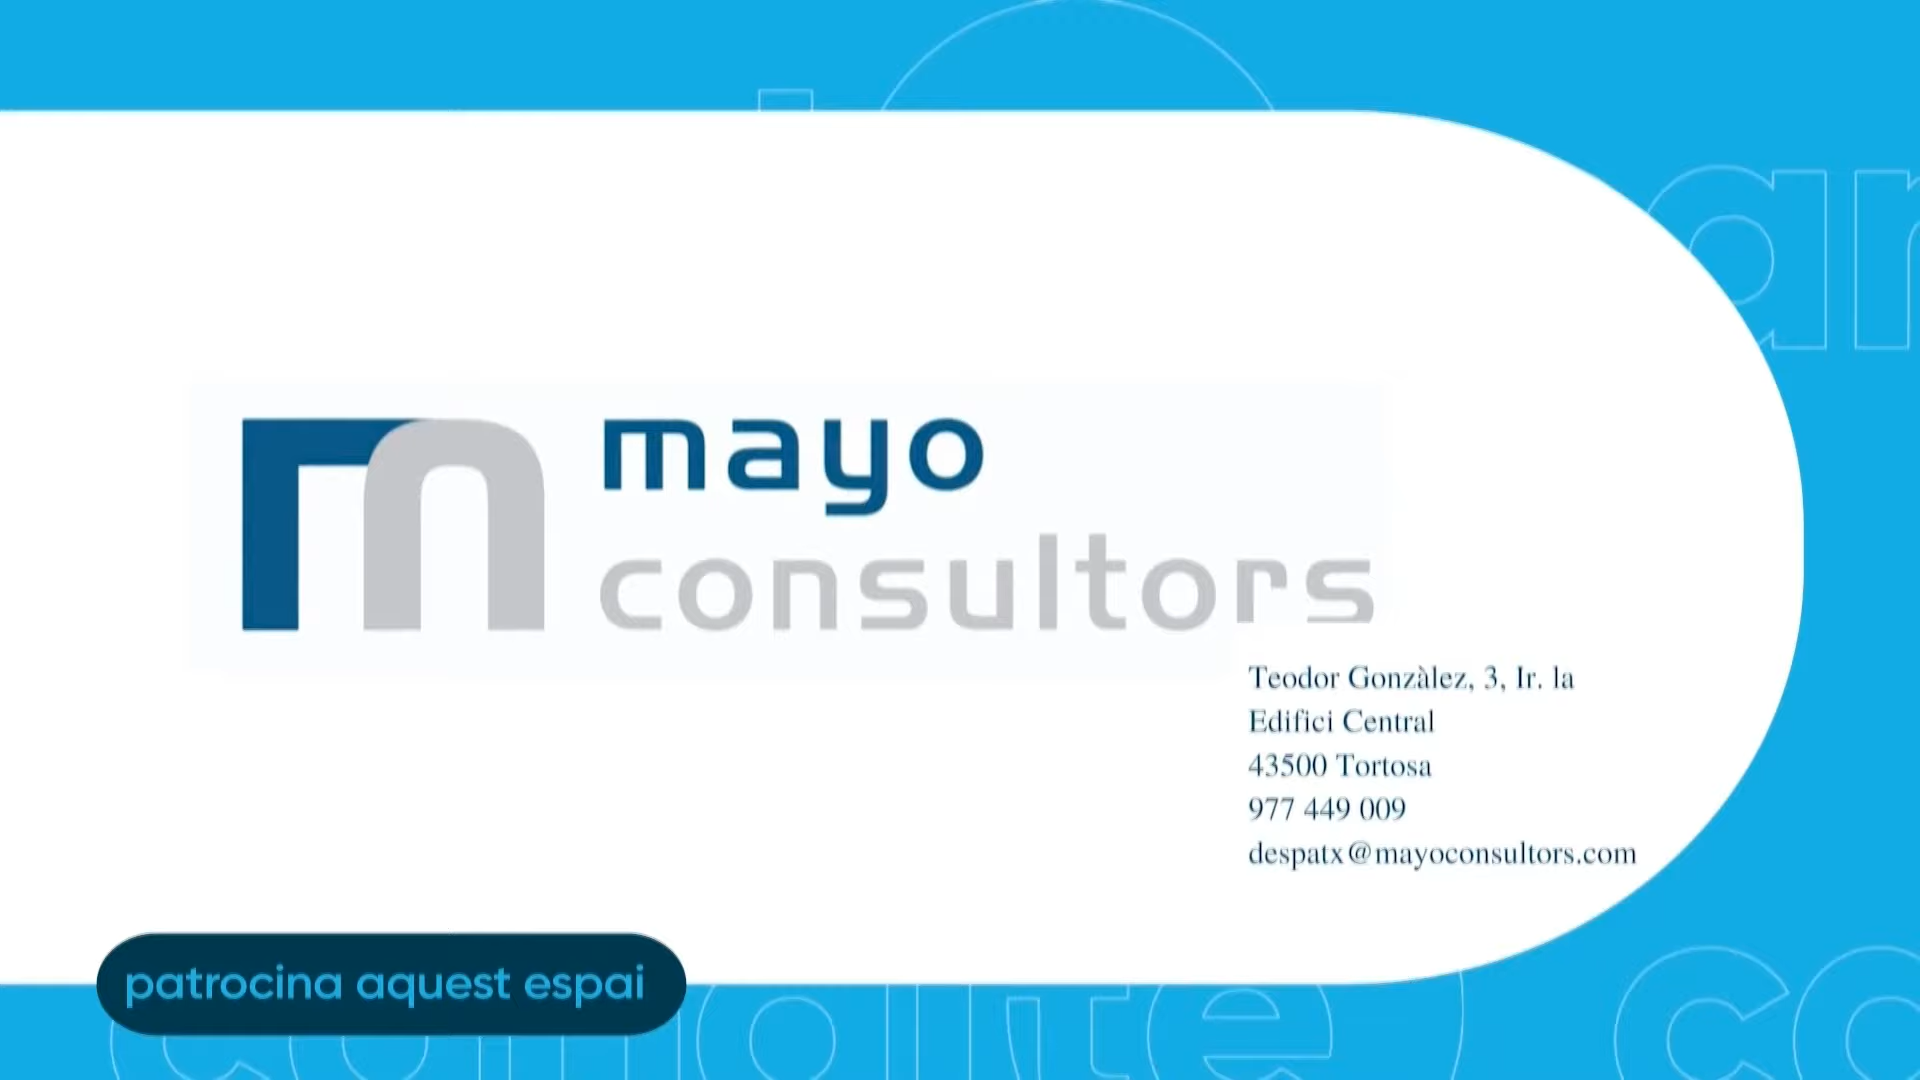 mayo
consultors
Teodor Gonzàlez, 3, Ir. la
Edifici Central
43500 Tortosa
977 449 009
despatx@mayoconsultors.com
patrocina aquest espai